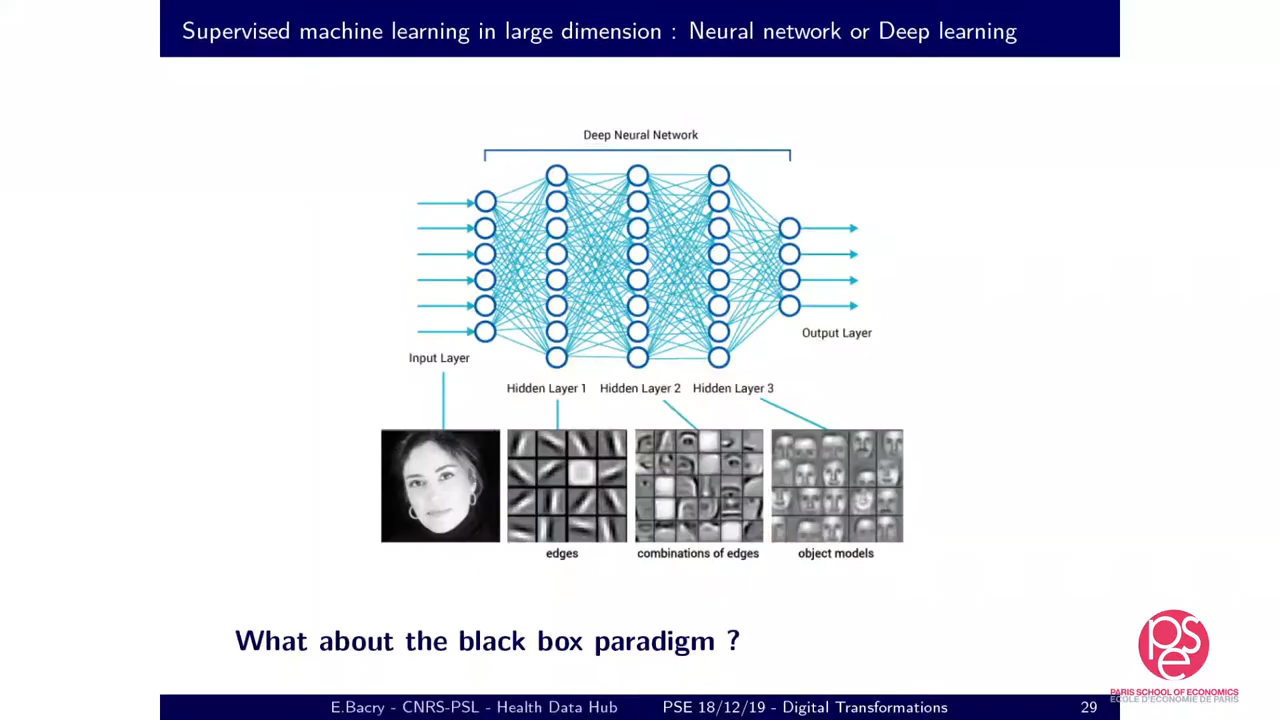 Supervised machine learning in large dimension : Neural network or Deep learning
Deep Neural Network
Output Layer
Input Layer
Hidden Layer 1 Hidden Layer 2 Hidden Layer 3
edges combinations of edges object models
What about the black box paradigm ?
pse
PARIS SCHOOL OF ECONOMICS
ECOLE D'ECONOMIE DE PARIS
E.Bacry - CNRS-PSL - Health Data Hub PSE 18/12/19 - Digital Transformations 29